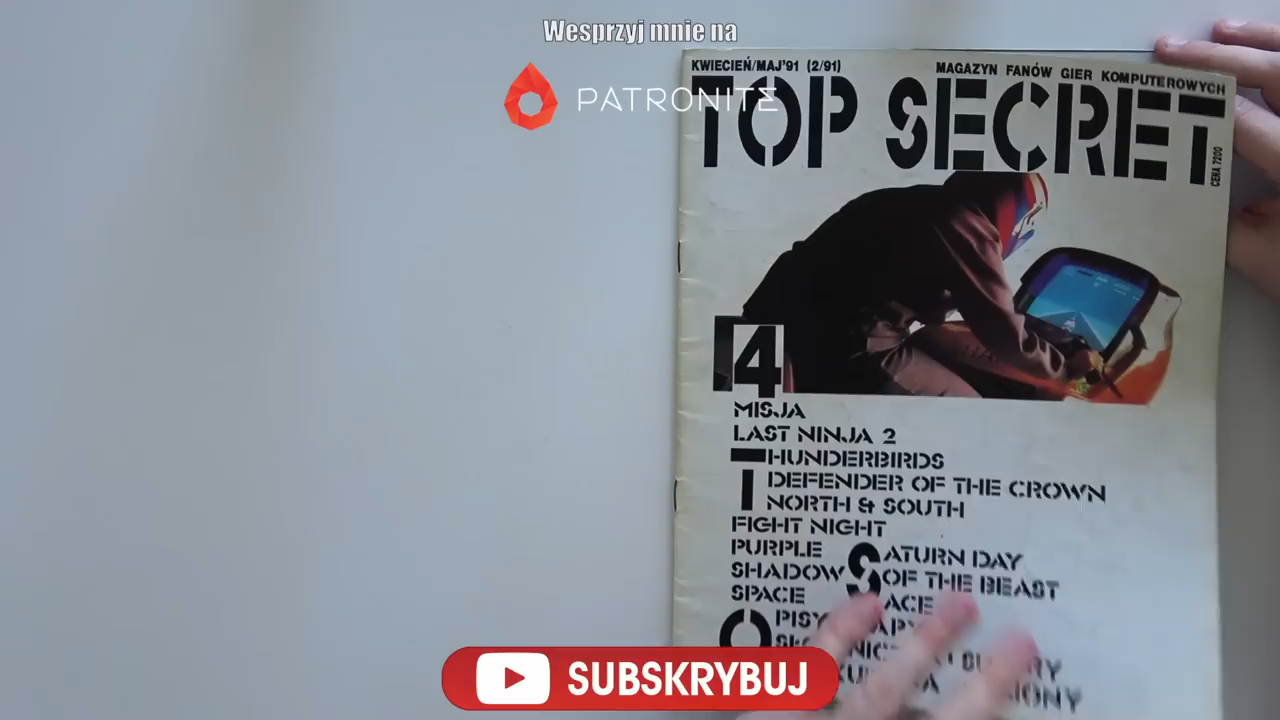 Wesprzyj mnie na
PATRONITE
KWIECIEŃ/MAJ'91 (2/91)
MAGAZYN FANÓW GIER KOMPUTEROWYCH
TOP SECRET
CENA 7200
4
MISJA
LAST NINJA 2
THUNDERBIRDS
DEFENDER OF THE CROWN
NORTH & SOUTH
FIGHT NIGHT
PURPLE SATURN DAY
SHADOW OF THE BEAST
SPACE ACE
SUBSKRYBUJ